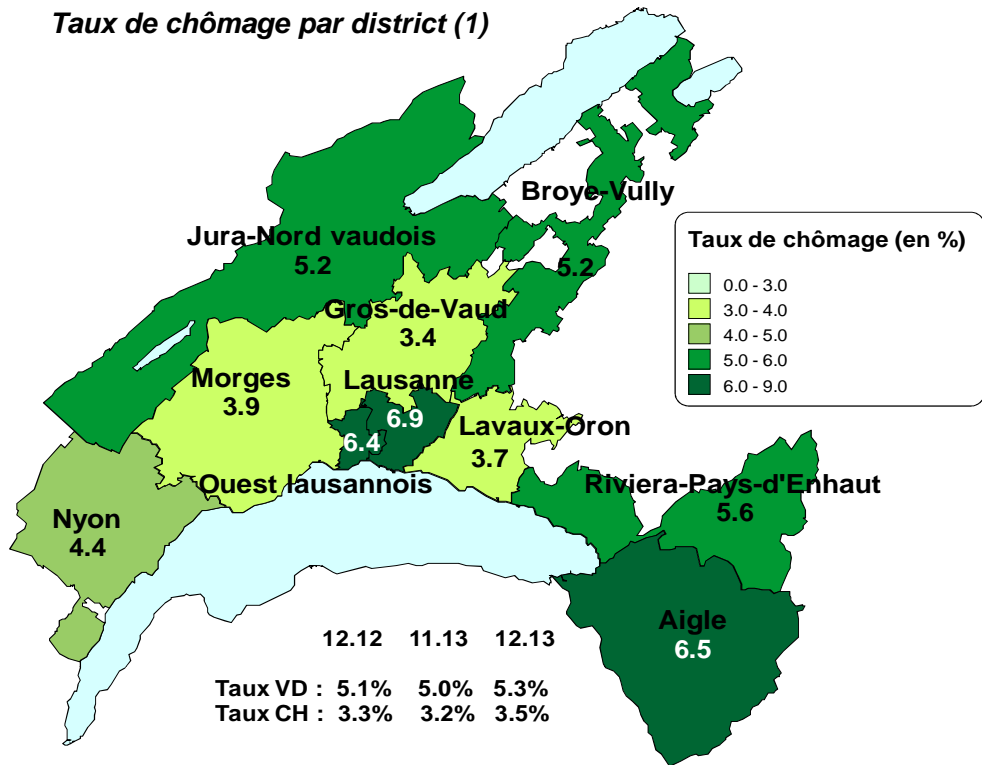 Taux de chômage par district (1)
Broye-Vully
5.2
Jura-Nord vaudois
5.2
Gros-de-Vaud
3.4
Morges
3.9
Lausanne
6.9
6.4
Ouest lausannois
Lavaux-Oron
3.7
Riviera-Pays-d'Enhaut
5.6
Nyon
4.4
Aigle
6.5
Taux de chômage (en %)
0.0 - 3.0
3.0 - 4.0
4.0 - 5.0
5.0 - 6.0
6.0 - 9.0
12.12 11.13 12.13
Taux VD : 5.1% 5.0% 5.3%
Taux CH : 3.3% 3.2% 3.5%